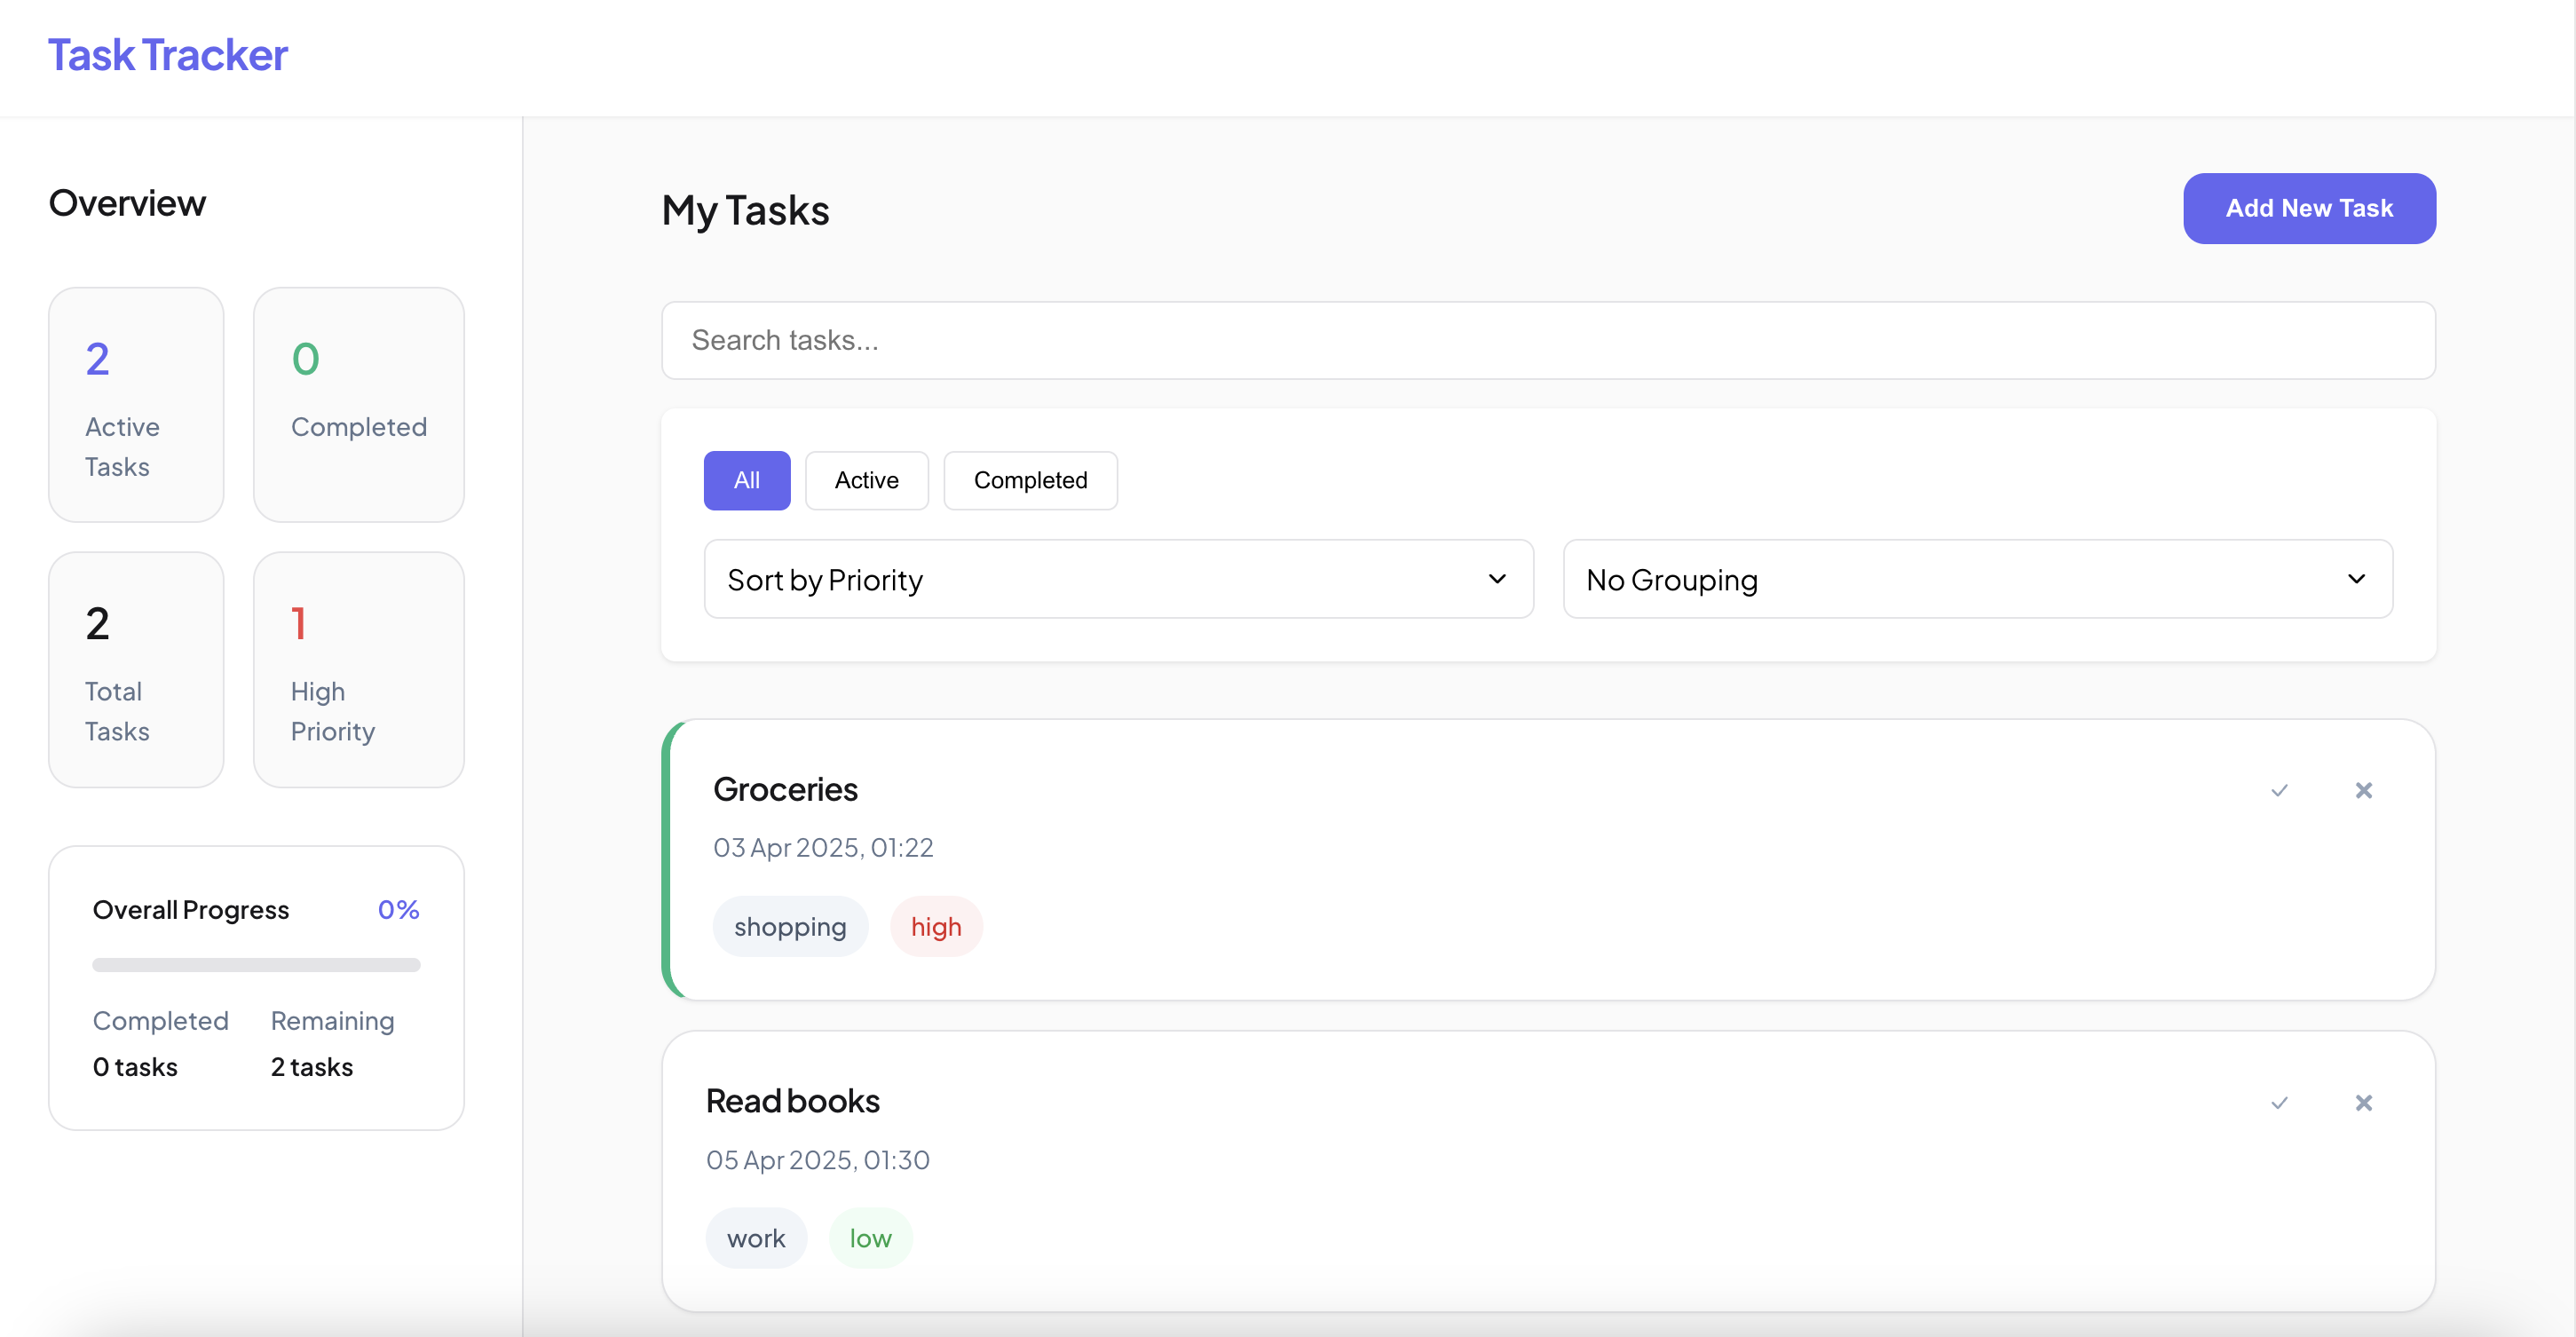 Task Tracker
Overview
2
Active
Tasks
0
Completed
2
Total
Tasks
1
High
Priority
Overall Progress 0%
Completed Remaining
0 tasks 2 tasks
My Tasks
Add New Task
Search tasks...
All Active Completed
Sort by Priority No Grouping
Groceries
03 Apr 2025, 01:22
shopping high
Read books
05 Apr 2025, 01:30
work low